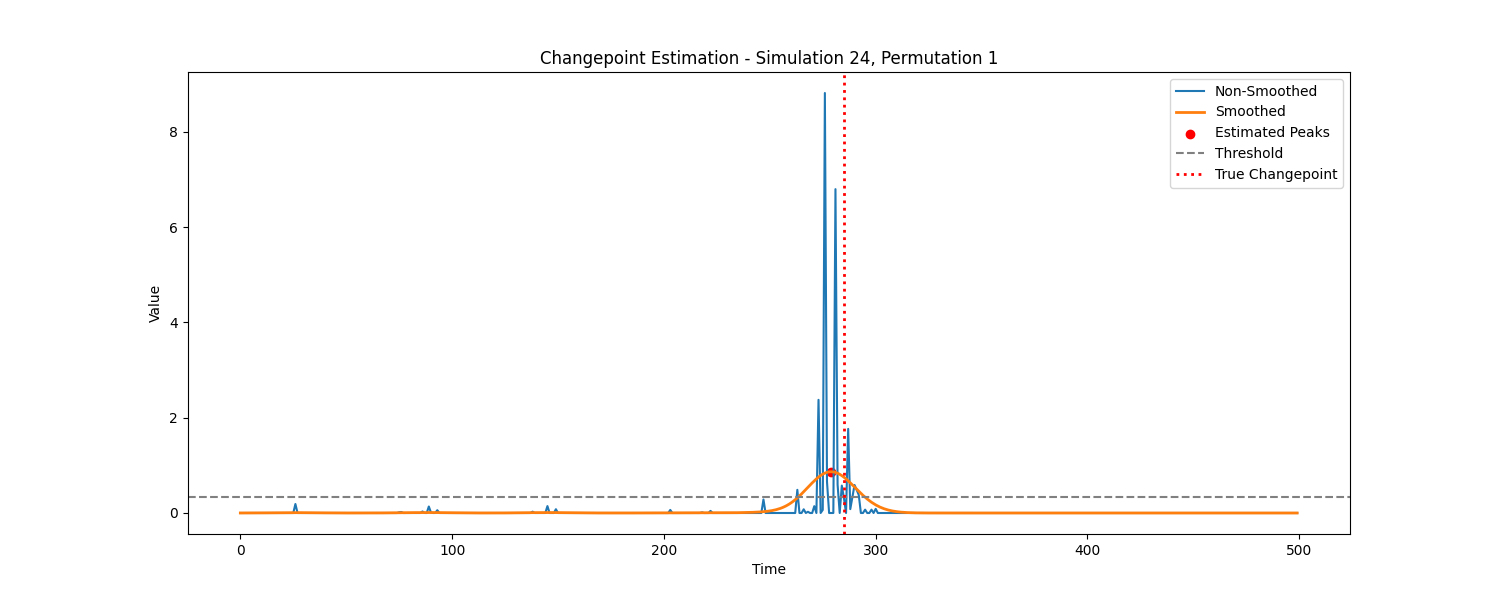 Changepoint Estimation - Simulation 24, Permutation 1
Non-Smoothed
Smoothed
Estimated Peaks
Threshold
True Changepoint
Value
8
6
4
2
0
0
100
200
300
400
500
Time